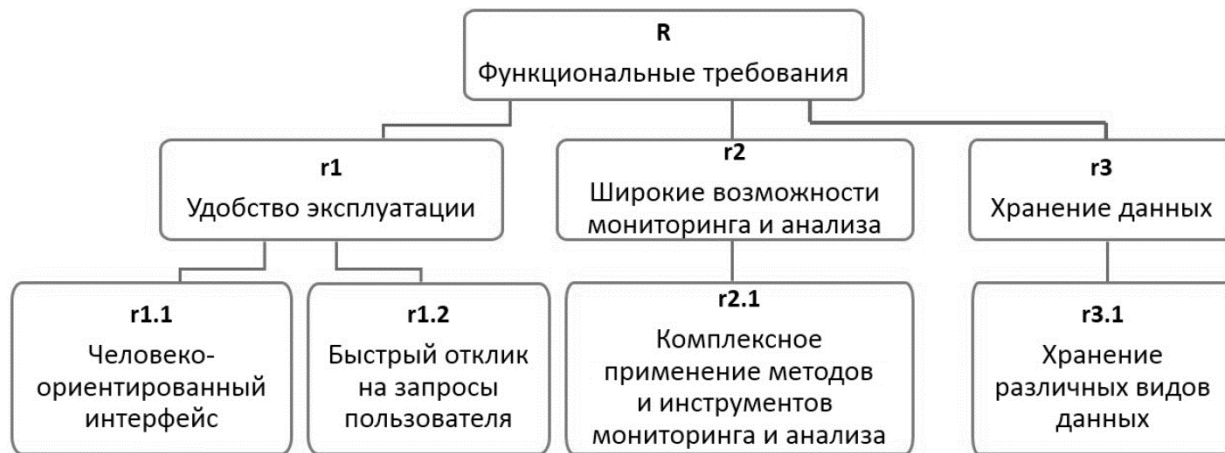 R
Функциональные требования
r1
Удобство эксплуатации
r2
Широкие возможности
мониторинга и анализа
r3
Хранение данных
r1.1
Человеко-
ориентированный
интерфейс
r1.2
Быстрый отклик
на запросы
пользователя
r2.1
Комплексное
применение методов
и инструментов
мониторинга и анализа
r3.1
Хранение
различных видов
данных